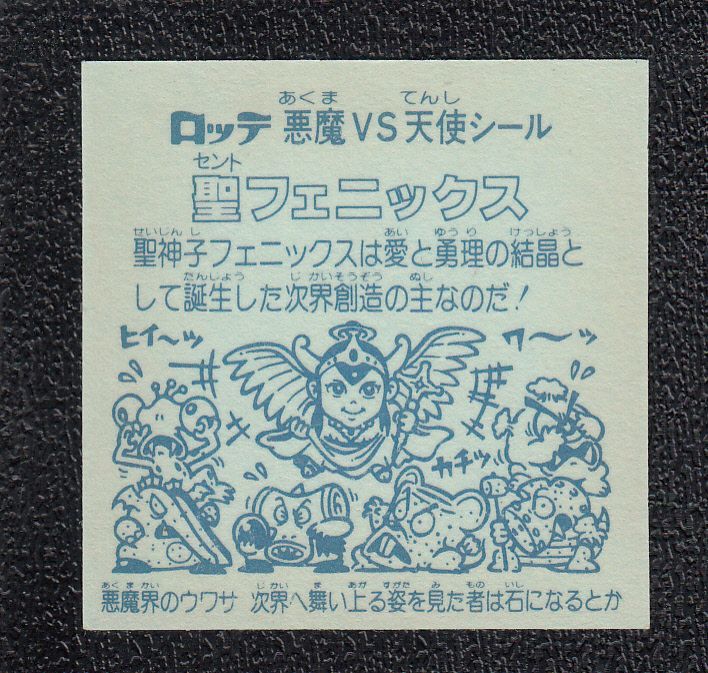 あくま てんし
ロッテ 悪魔VS天使シール
セント
聖フェニックス
せいじんし あい ゆうり けっしょう
聖神子フェニックスは愛と勇理の結晶と
たんじょう じかいそうぞう ぬし
して誕生した次界創造の主なのだ!
ヒイ〜ッ
ワ〜〜ッ
カチッ
あくまかい じかい ま あが すがた み もの いし
悪魔界のウワサ 次界へ舞い上る姿を見た者は石になるとか